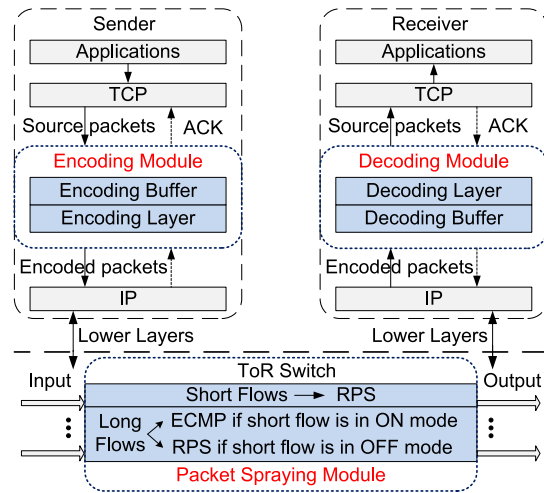 Sender
Applications
TCP
Source packets
ACK
Encoding Module
Encoding Buffer
Encoding Layer
Encoded packets
IP
Lower Layers
Receiver
Applications
TCP
Source packets
ACK
Decoding Module
Decoding Layer
Decoding Buffer
Encoded packets
IP
Lower Layers
Input
Output
ToR Switch
Short Flows → RPS
Long Flows
ECMP if short flow is in ON mode
RPS if short flow is in OFF mode
Packet Spraying Module